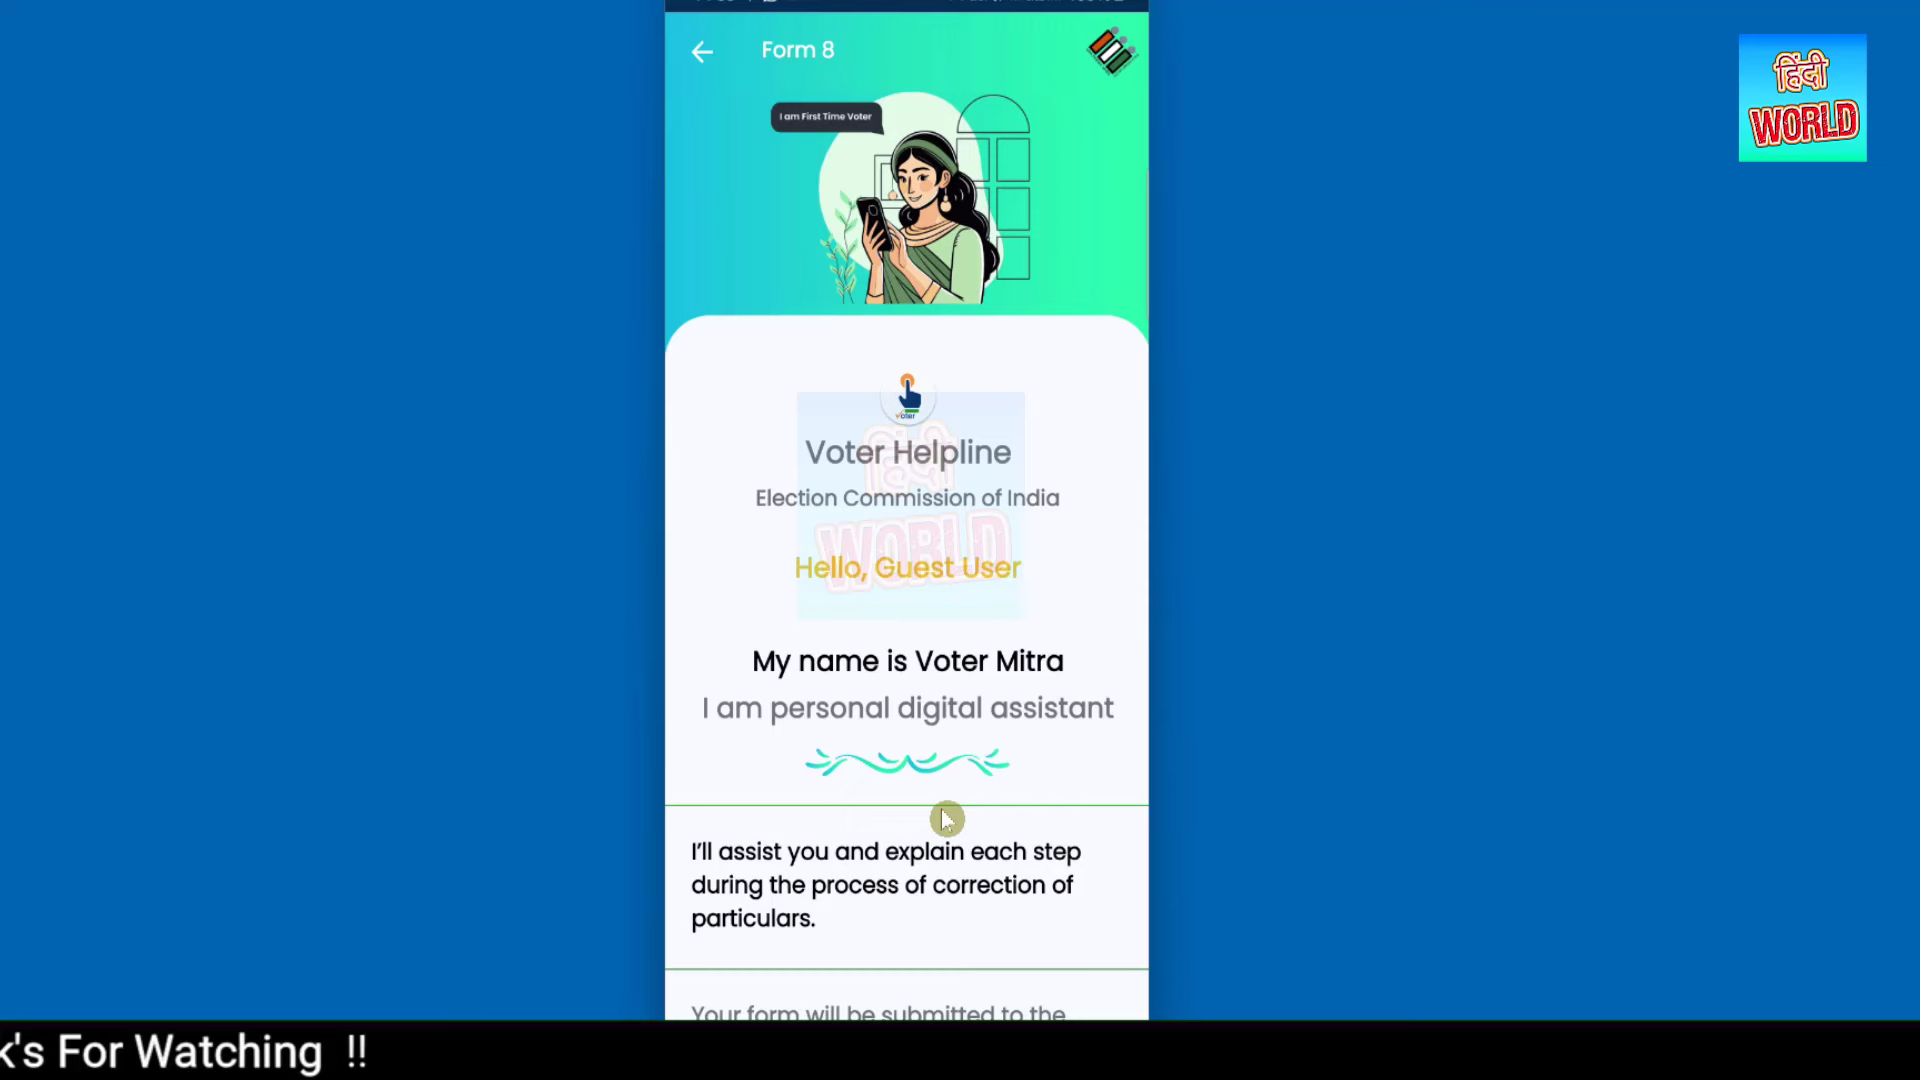 Form 8
I am First Time Voter
हिंदी
WORLD
Voter
Voter Helpline
Election Commission of India
हिंदी
WORLD
Hello, Guest User
My name is Voter Mitra
I am personal digital assistant
I'll assist you and explain each step
during the process of correction of
particulars.
Your form will be submitted to the
k's For Watching !!